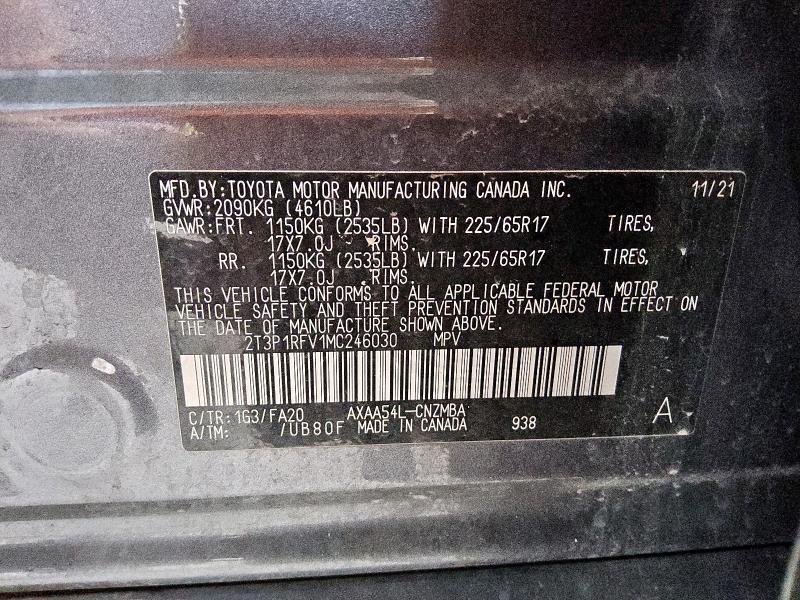 MFD.BY:TOYOTA MOTOR MANUFACTURING CANADA INC. 11/21
GVWR:2090KG (4610LB)
GAWR:FRT. 1150KG (2535LB) WITH 225/65R17 TIRES,
17X7.0J RIMS.
RR. 1150KG (2535LB) WITH 225/65R17 TIRES,
17X7.0J RIMS.
THIS VEHICLE CONFORMS TO ALL APPLICABLE FEDERAL MOTOR
VEHICLE SAFETY AND THEFT PREVENTION STANDARDS IN EFFECT ON
THE DATE OF MANUFACTURE SHOWN ABOVE.
2T3P1RFV1MC246030 MPV
C/TR:1G3/FA20 AXAA54L-CNZMBA A
A/TM: /UB80F MADE IN CANADA 938